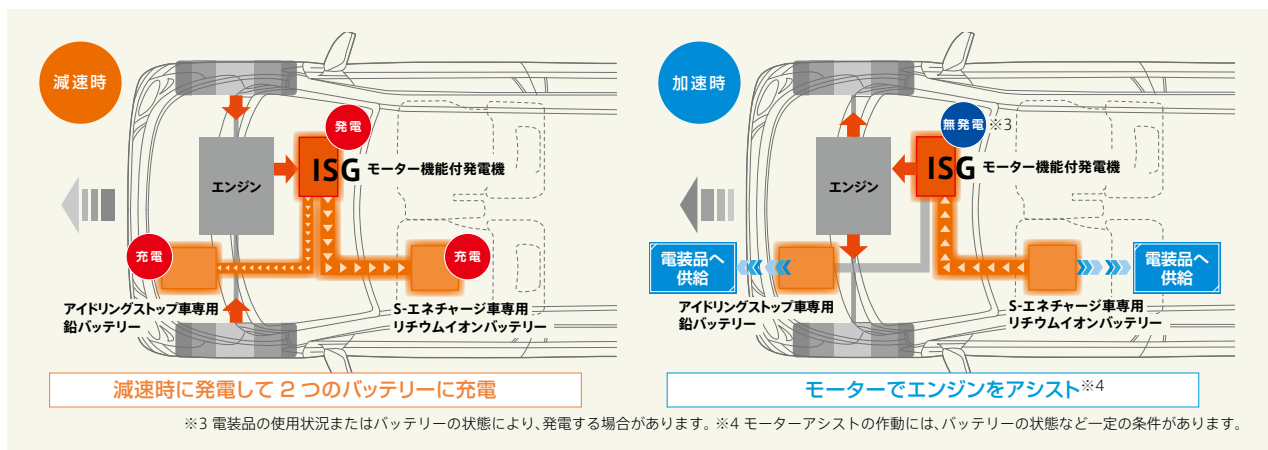 減速時
発電
ISG モーター機能付発電機
エンジン
充電
充電
アイドリングストップ車専用
鉛バッテリー
S-エネチャージ車専用
リチウムイオンバッテリー
減速時に発電して2つのバッテリーに充電
加速時
無発電 ※3
ISG モーター機能付発電機
エンジン
電装品へ
供給
電装品へ
供給
アイドリングストップ車専用
鉛バッテリー
S-エネチャージ車専用
リチウムイオンバッテリー
モーターでエンジンをアシスト※4
※3 電装品の使用状況またはバッテリーの状態により、発電する場合があります。※4 モーターアシストの作動には、バッテリーの状態など一定の条件があります。